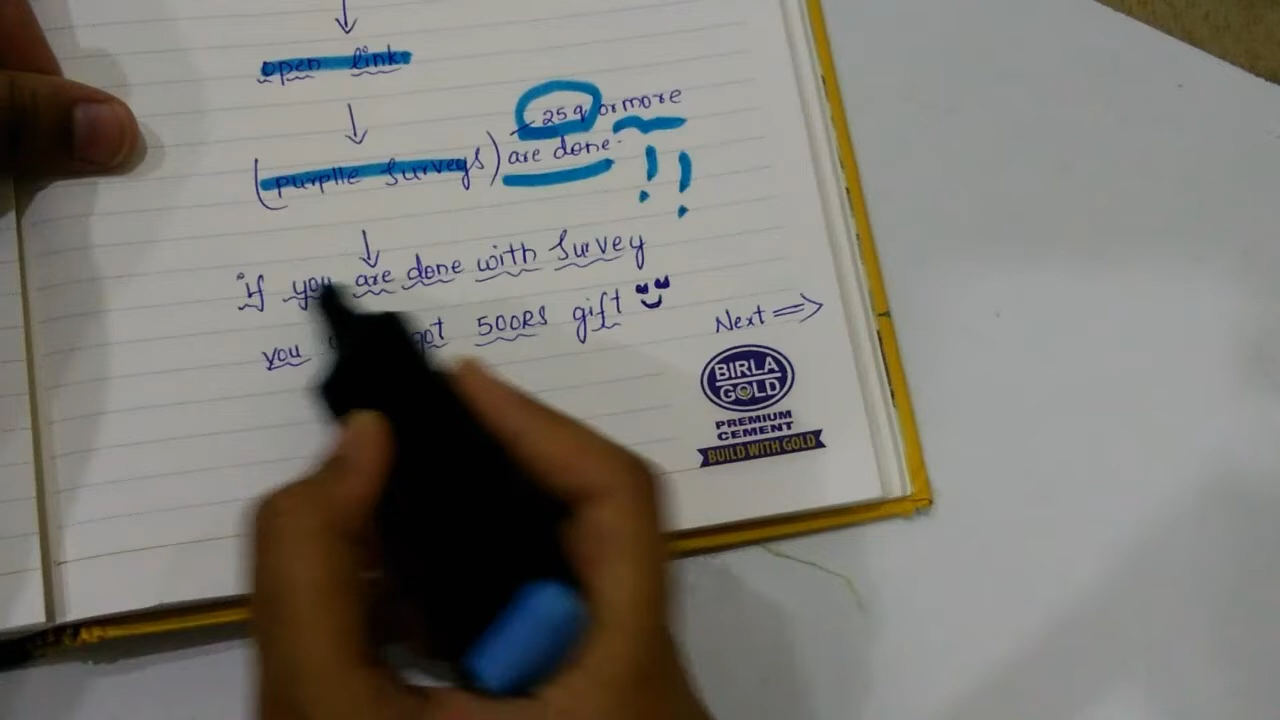 open link
- 25q or more
(purplle surveys) are done.
!!
if you are done with survey
you got 500RS gift
Next ⇒
BIRLA
GOLD
PREMIUM
CEMENT
BUILD WITH GOLD